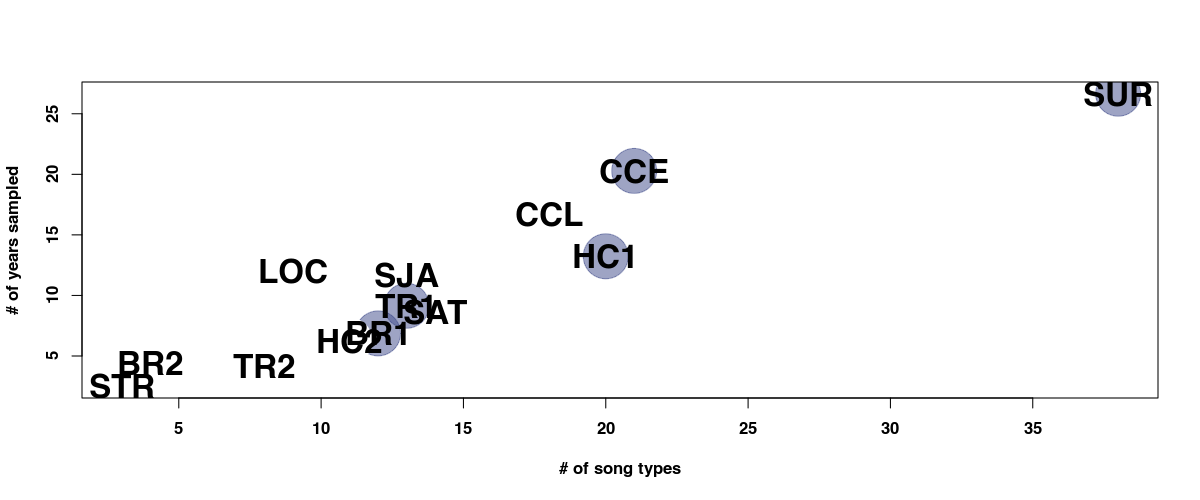 SUR
CCE
CCL
HC1
LOC
SJA
TR1
SAT
BR1
HC2
BR2
TR2
STR
25
20
15
10
5
# of years sampled
5 10 15 20 25 30 35
# of song types